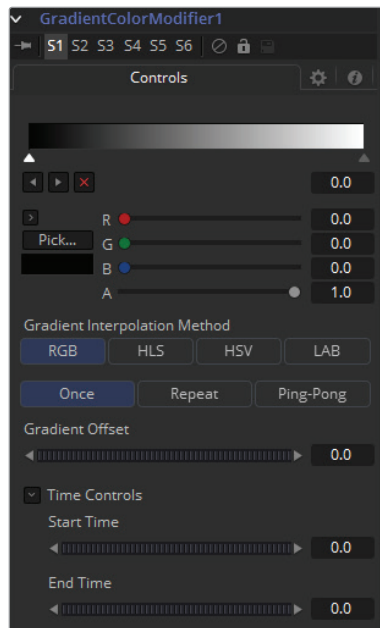 GradientColorModifier1
S1 S2 S3 S4 S5 S6
Controls
0.0
R 0.0
Pick... G 0.0
B 0.0
A 1.0
Gradient Interpolation Method
RGB HLS HSV LAB
Once Repeat Ping-Pong
Gradient Offset
0.0
Time Controls
Start Time
0.0
End Time
0.0